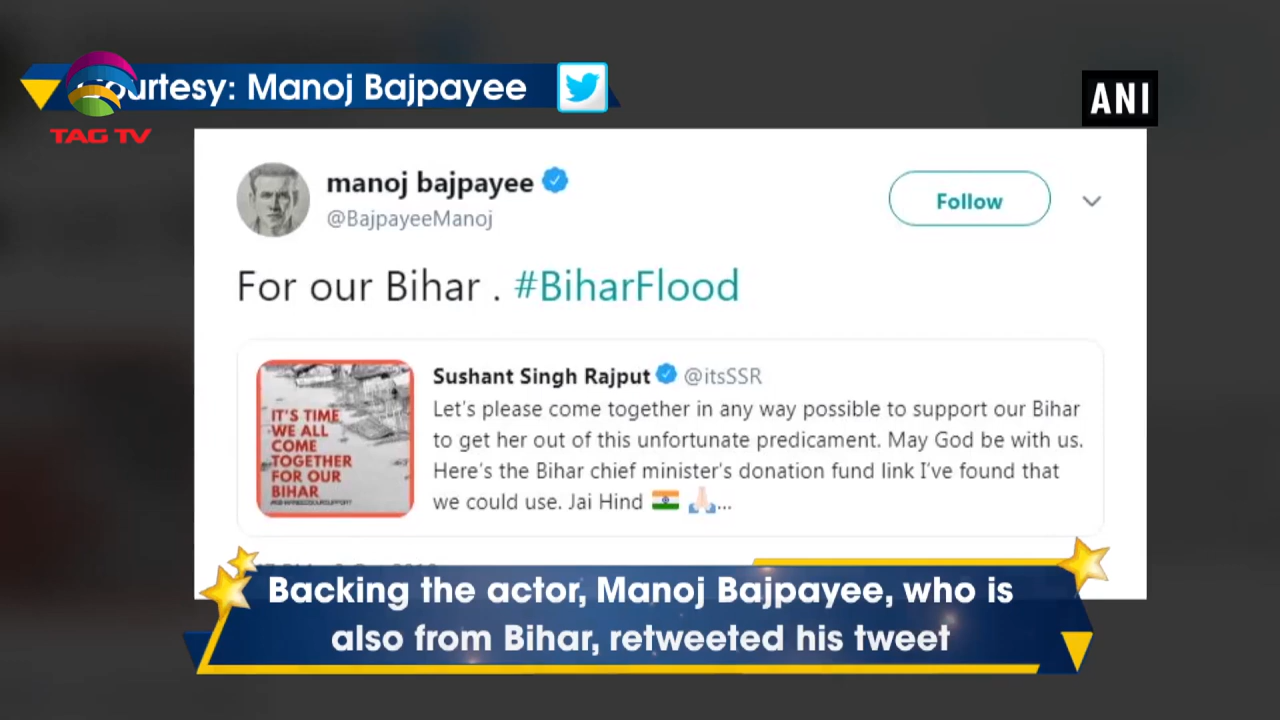 Courtesy: Manoj Bajpayee
TAG TV
ANI
manoj bajpayee
@BajpayeeManoj
Follow
For our Bihar . #BiharFlood
Sushant Singh Rajput @itsSSR
Let's please come together in any way possible to support our Bihar
to get her out of this unfortunate predicament. May God be with us.
Here's the Bihar chief minister's donation fund link I've found that
we could use. Jai Hind 🇮🇳 🙏🏻...
IT'S TIME
WE ALL
COME
TOGETHER
FOR OUR
BIHAR
Backing the actor, Manoj Bajpayee, who is
also from Bihar, retweeted his tweet